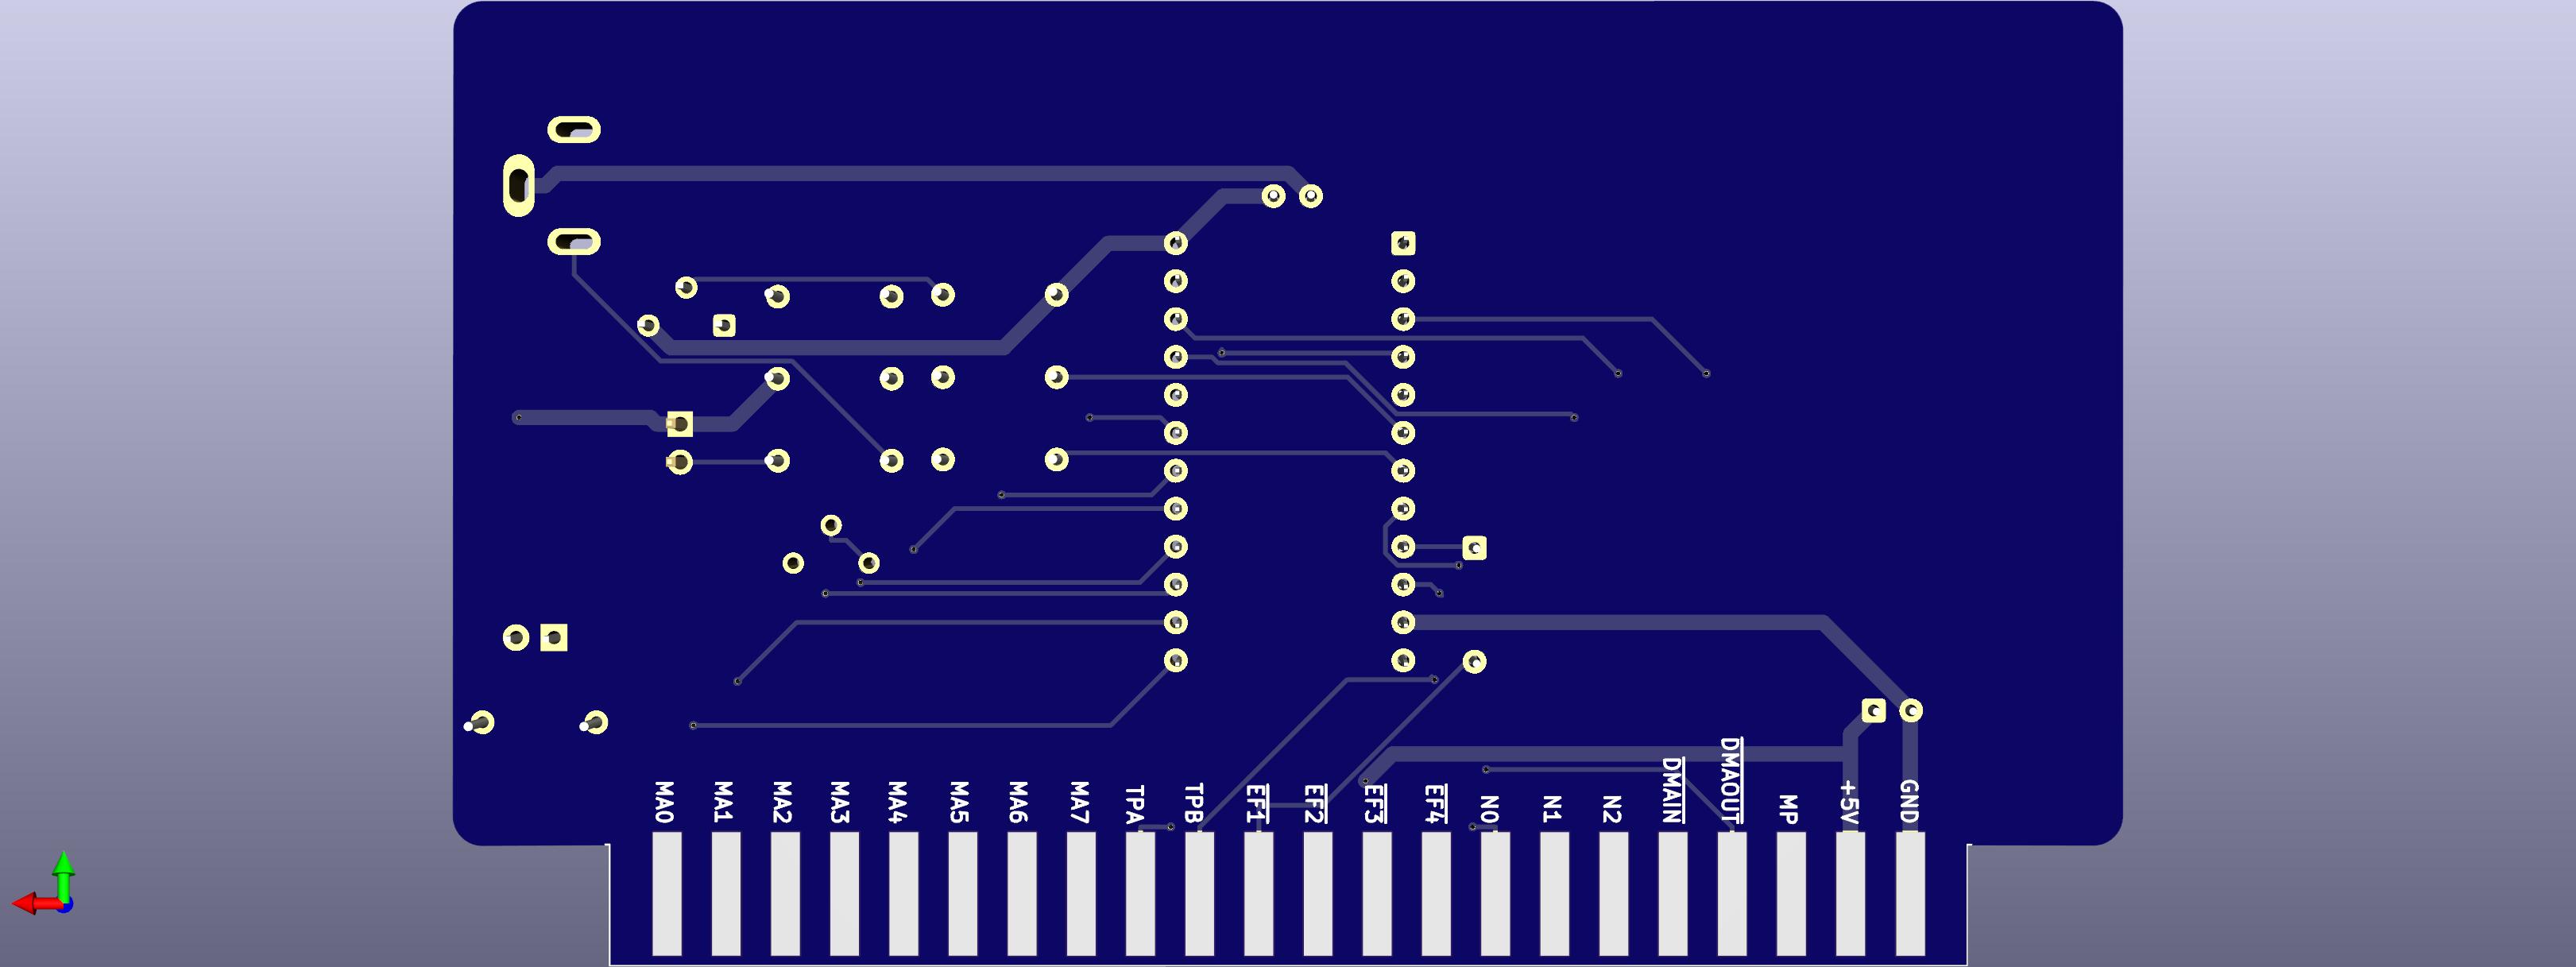 MA0
MA1
MA2
MA3
MA4
MA5
MA6
MA7
TPA
TPB
EF1
EF2
EF3
EF4
N0
N1
N2
DMAIN
DMAOUT
MP
+5V
GND